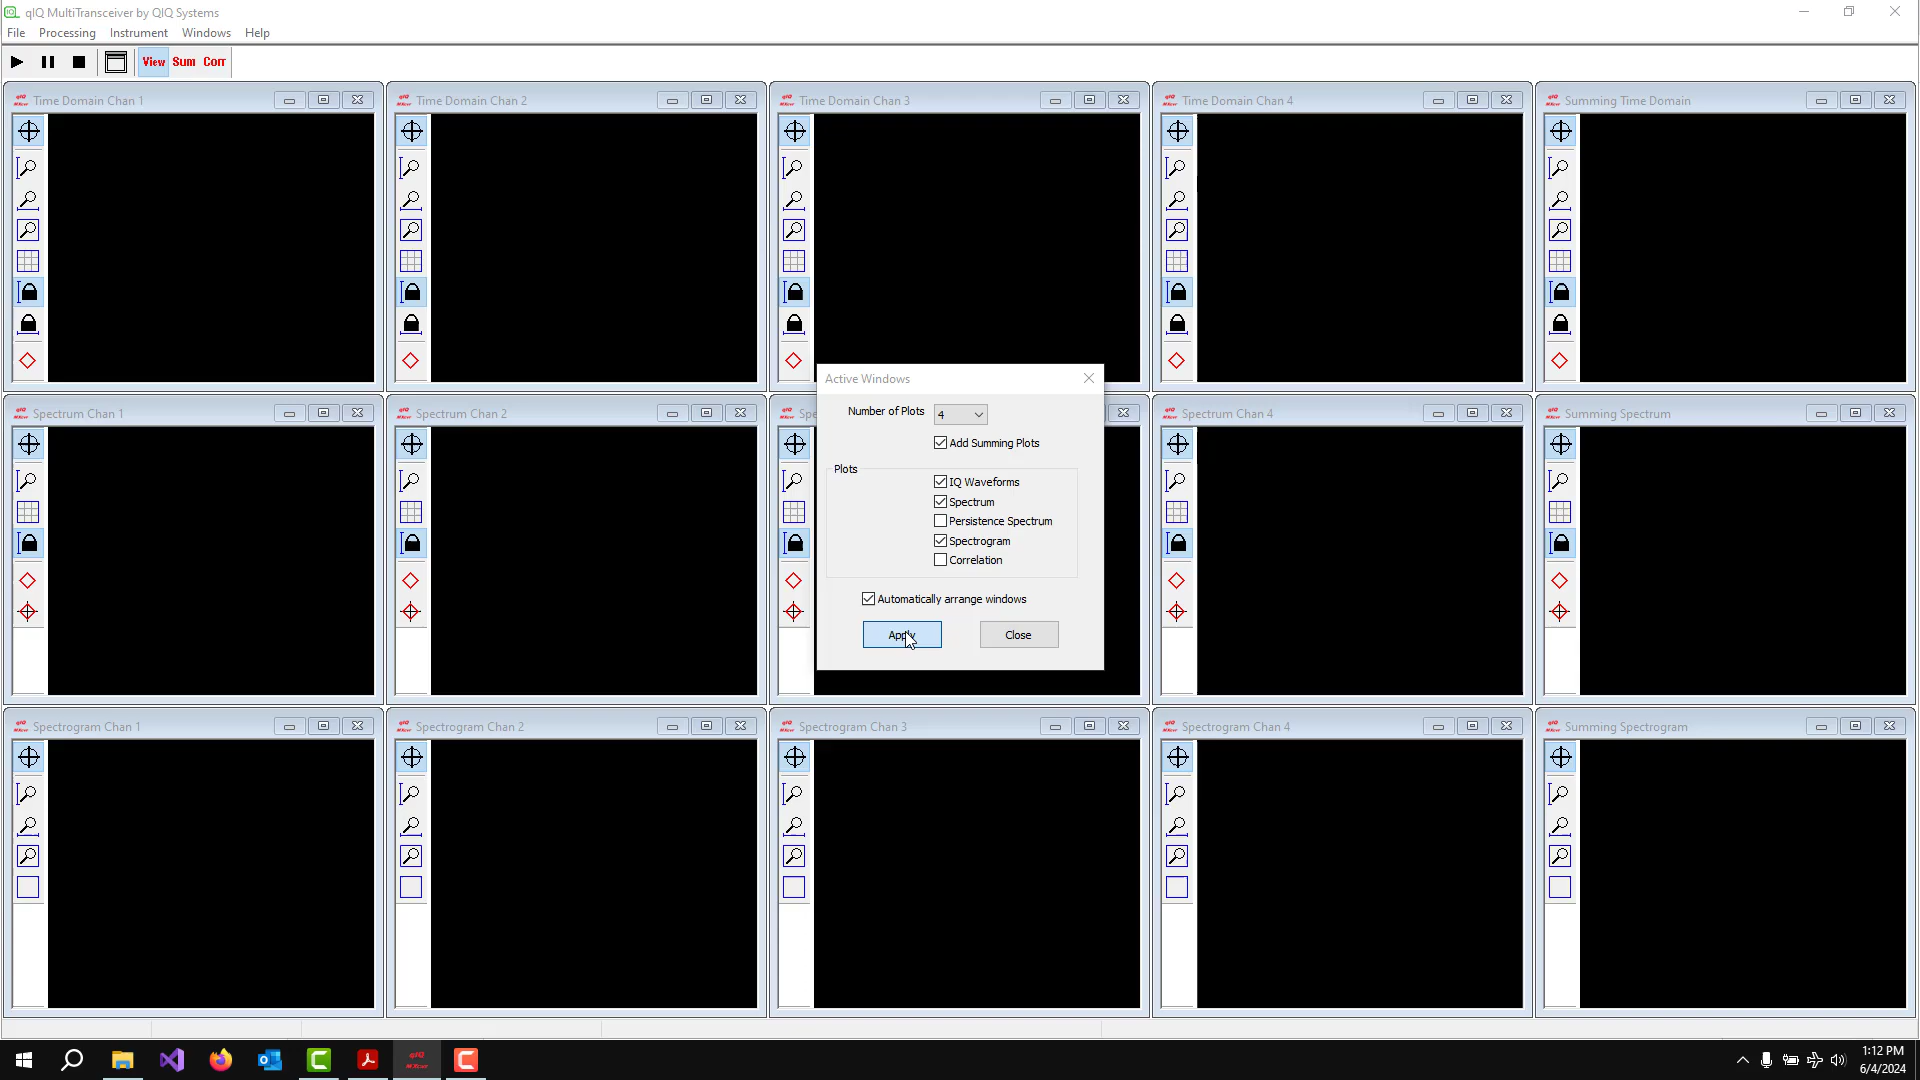 qIQ MultiTransceiver by QIQ Systems
File Processing Instrument Windows Help
View Sum Corr
Time Domain Chan 1
Time Domain Chan 2
Time Domain Chan 3
Time Domain Chan 4
Summing Time Domain
Active Windows
Number of Plots 4
Add Summing Plots
Plots
IQ Waveforms
Spectrum
Persistence Spectrum
Spectrogram
Correlation
Automatically arrange windows
Apply Close
Spectrum Chan 1
Spectrum Chan 2
Spectrum Chan 4
Summing Spectrum
Spectrogram Chan 1
Spectrogram Chan 2
Spectrogram Chan 3
Spectrogram Chan 4
Summing Spectrogram
1:12 PM
6/4/2024